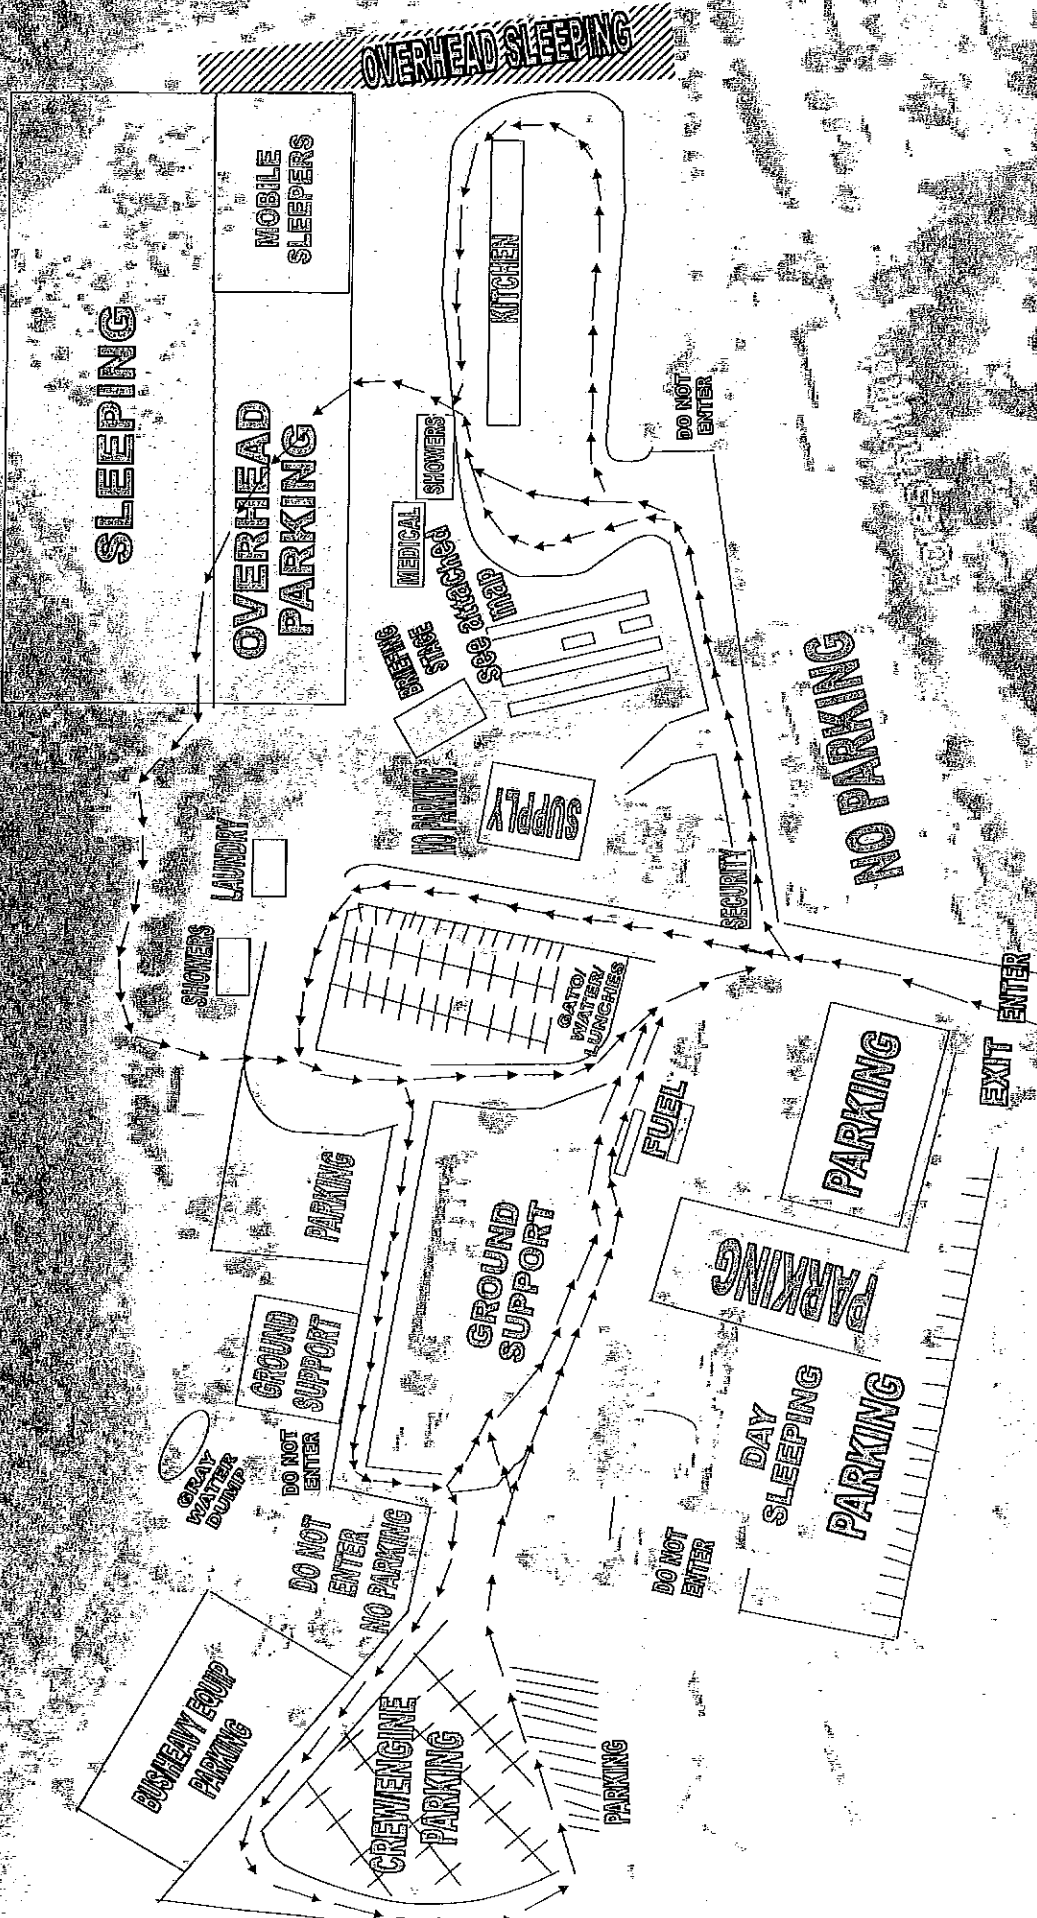 OVERHEAD SLEEPING
MOBILE
SLEEPERS
SLEEPING
OVERHEAD
PARKING
KITCHEN
DO NOT
ENTER
SHOWERS
MEDICAL
see attached
map
BRIEFING
STAGE
NO PARKING
SUPPLY
NO PARKING
SECURITY
LAUNDRY
SHOWERS
GATO/
WATER/
LUNCHES
ENTER
EXIT
FUEL
PARKING
PARKING
PARKING
GROUND
SUPPORT
GROUND
SUPPORT
DAY
SLEEPING
PARKING
GRAY
WATER
DUMP
DO NOT
ENTER
DO NOT
ENTER
NO PARKING
DO NOT
ENTER
BUS/HEAVY EQUIP
PARKING
CREW/ENGINE
PARKING
PARKING